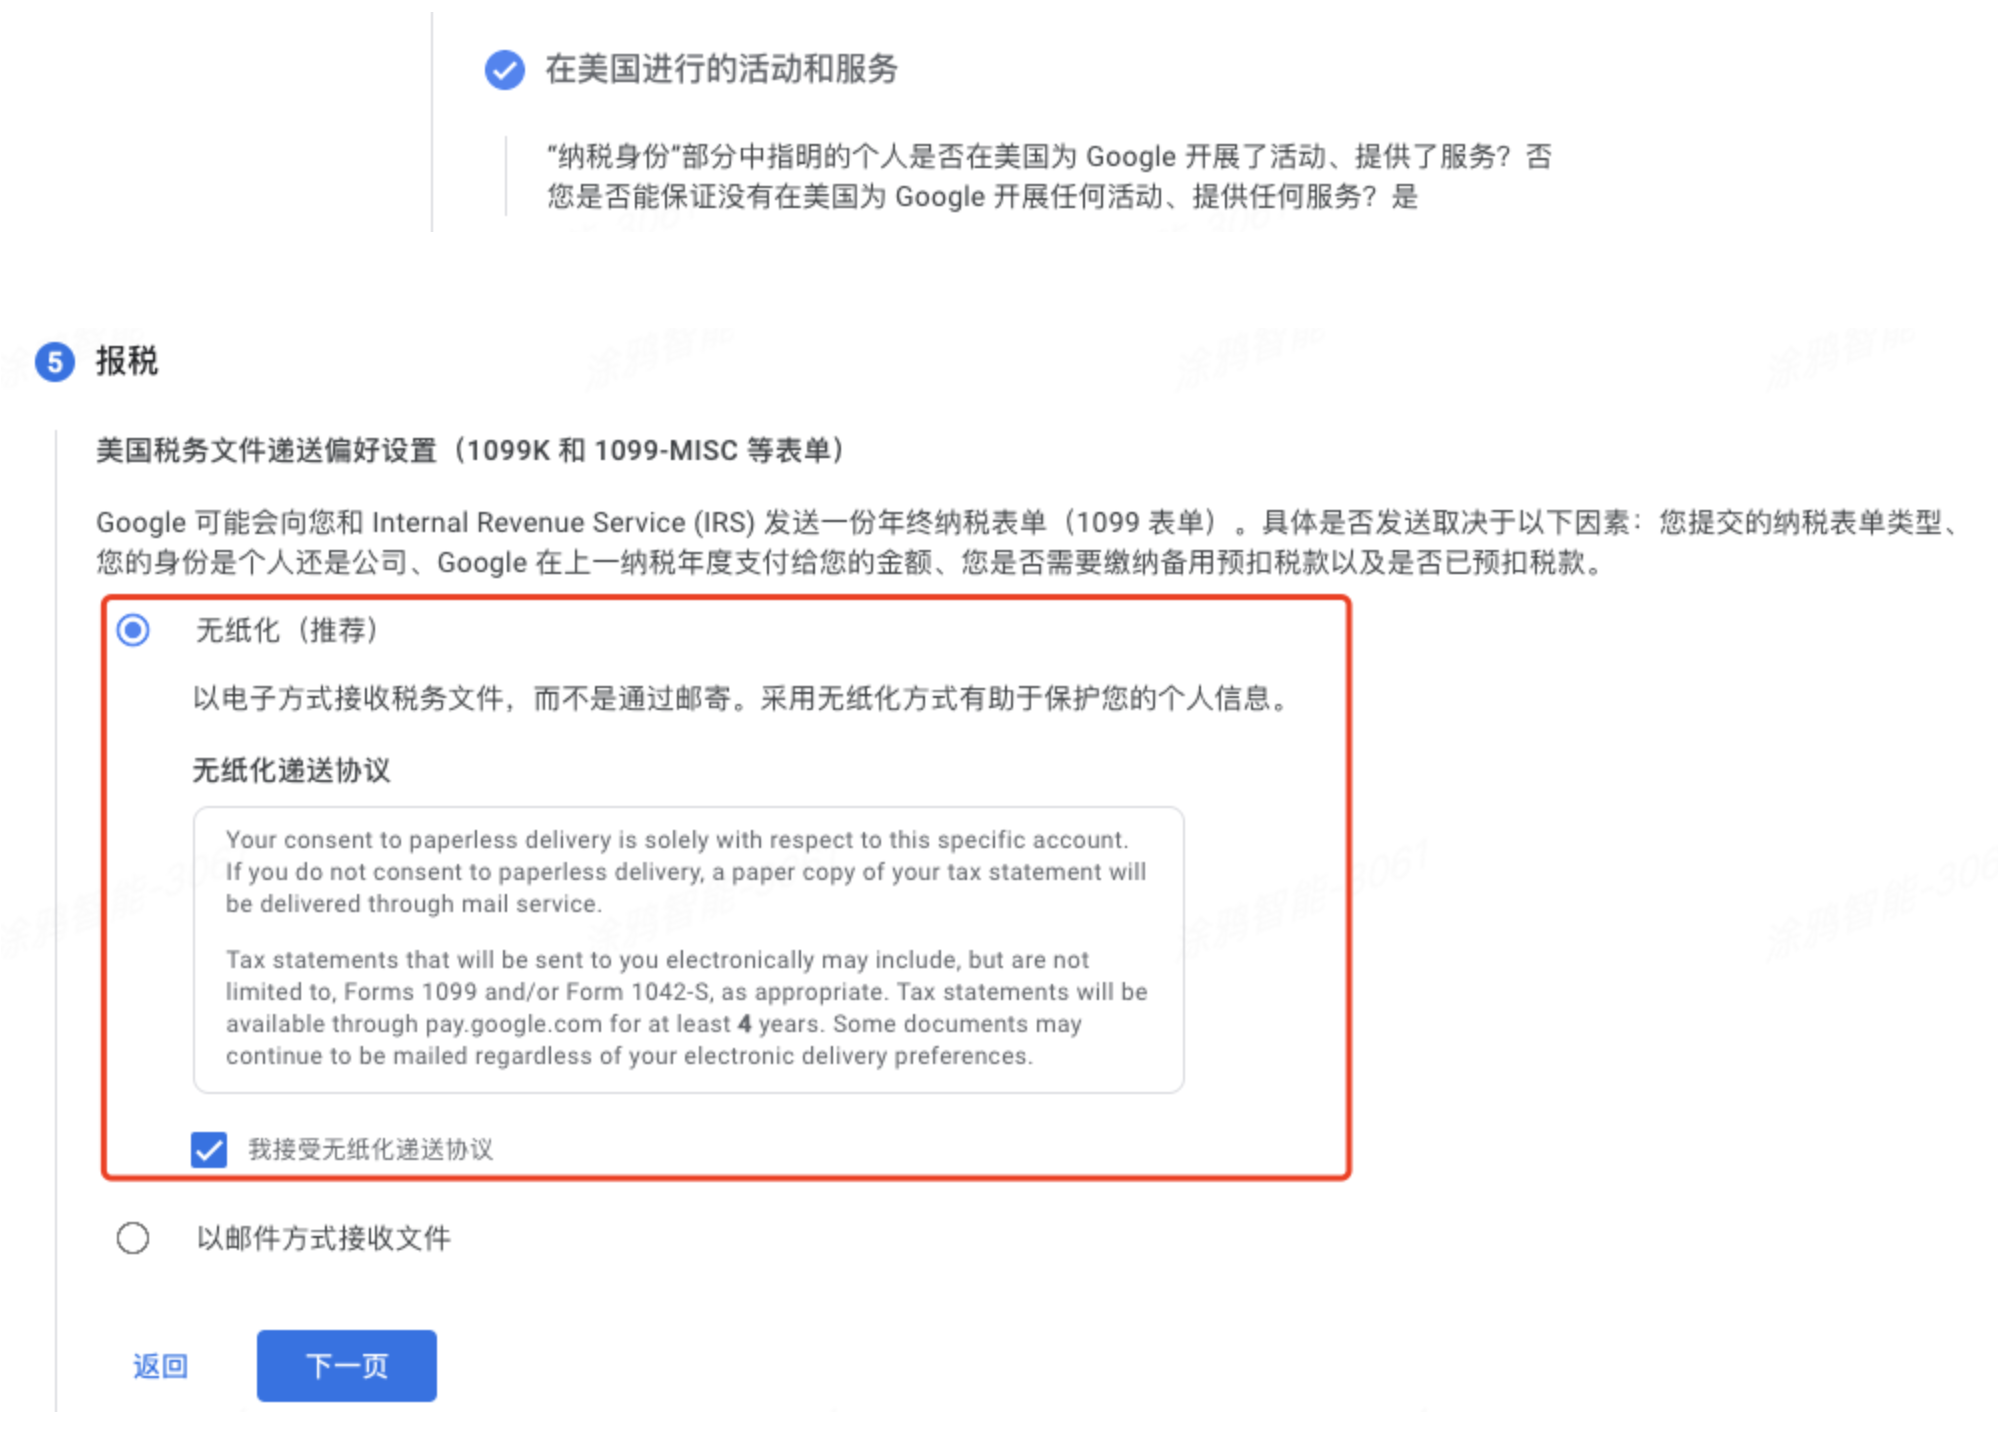 在美国进行的活动和服务
“纳税身份”部分中指明的个人是否在美国为 Google 开展了活动、提供了服务？否
您是否能保证没有在美国为 Google 开展任何活动、提供任何服务？是
5 报税
美国税务文件递送偏好设置（1099K 和 1099-MISC 等表单）
Google 可能会向您和 Internal Revenue Service (IRS) 发送一份年终纳税表单（1099 表单）。具体是否发送取决于以下因素：您提交的纳税表单类型、
您的身份是个人还是公司、Google 在上一纳税年度支付给您的金额、您是否需要缴纳备用预扣税款以及是否已预扣税款。
无纸化（推荐）
以电子方式接收税务文件，而不是通过邮寄。采用无纸化方式有助于保护您的个人信息。
无纸化递送协议
Your consent to paperless delivery is solely with respect to this specific account.
If you do not consent to paperless delivery, a paper copy of your tax statement will
be delivered through mail service.
Tax statements that will be sent to you electronically may include, but are not
limited to, Forms 1099 and/or Form 1042-S, as appropriate. Tax statements will be
available through pay.google.com for at least 4 years. Some documents may
continue to be mailed regardless of your electronic delivery preferences.
我接受无纸化递送协议
以邮件方式接收文件
返回 下一页
涂鸦智能-3061